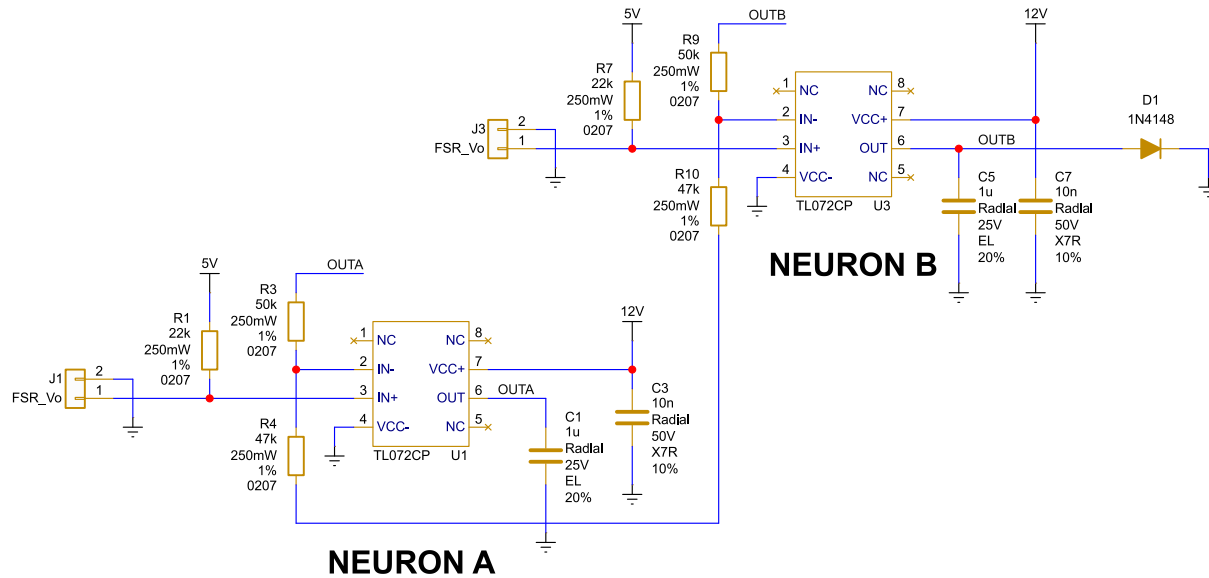 5V
R7
22k
250mW
1%
0207
J3
FSR_Vo
2
1
OUTB
R9
50k
250mW
1%
0207
R10
47k
250mW
1%
0207
1 NC NC 8
2 IN- VCC+ 7
3 IN+ OUT 6
4 VCC- NC 5
TL072CP U3
12V
OUTB
D1
1N4148
C5
1u
Radial
25V
EL
20%
C7
10n
Radial
50V
X7R
10%
NEURON B
5V
R1
22k
250mW
1%
0207
J1
FSR_Vo
2
1
OUTA
R3
50k
250mW
1%
0207
R4
47k
250mW
1%
0207
1 NC NC 8
2 IN- VCC+ 7
3 IN+ OUT 6
4 VCC- NC 5
TL072CP U1
12V
OUTA
C1
1u
Radial
25V
EL
20%
C3
10n
Radial
50V
X7R
10%
NEURON A